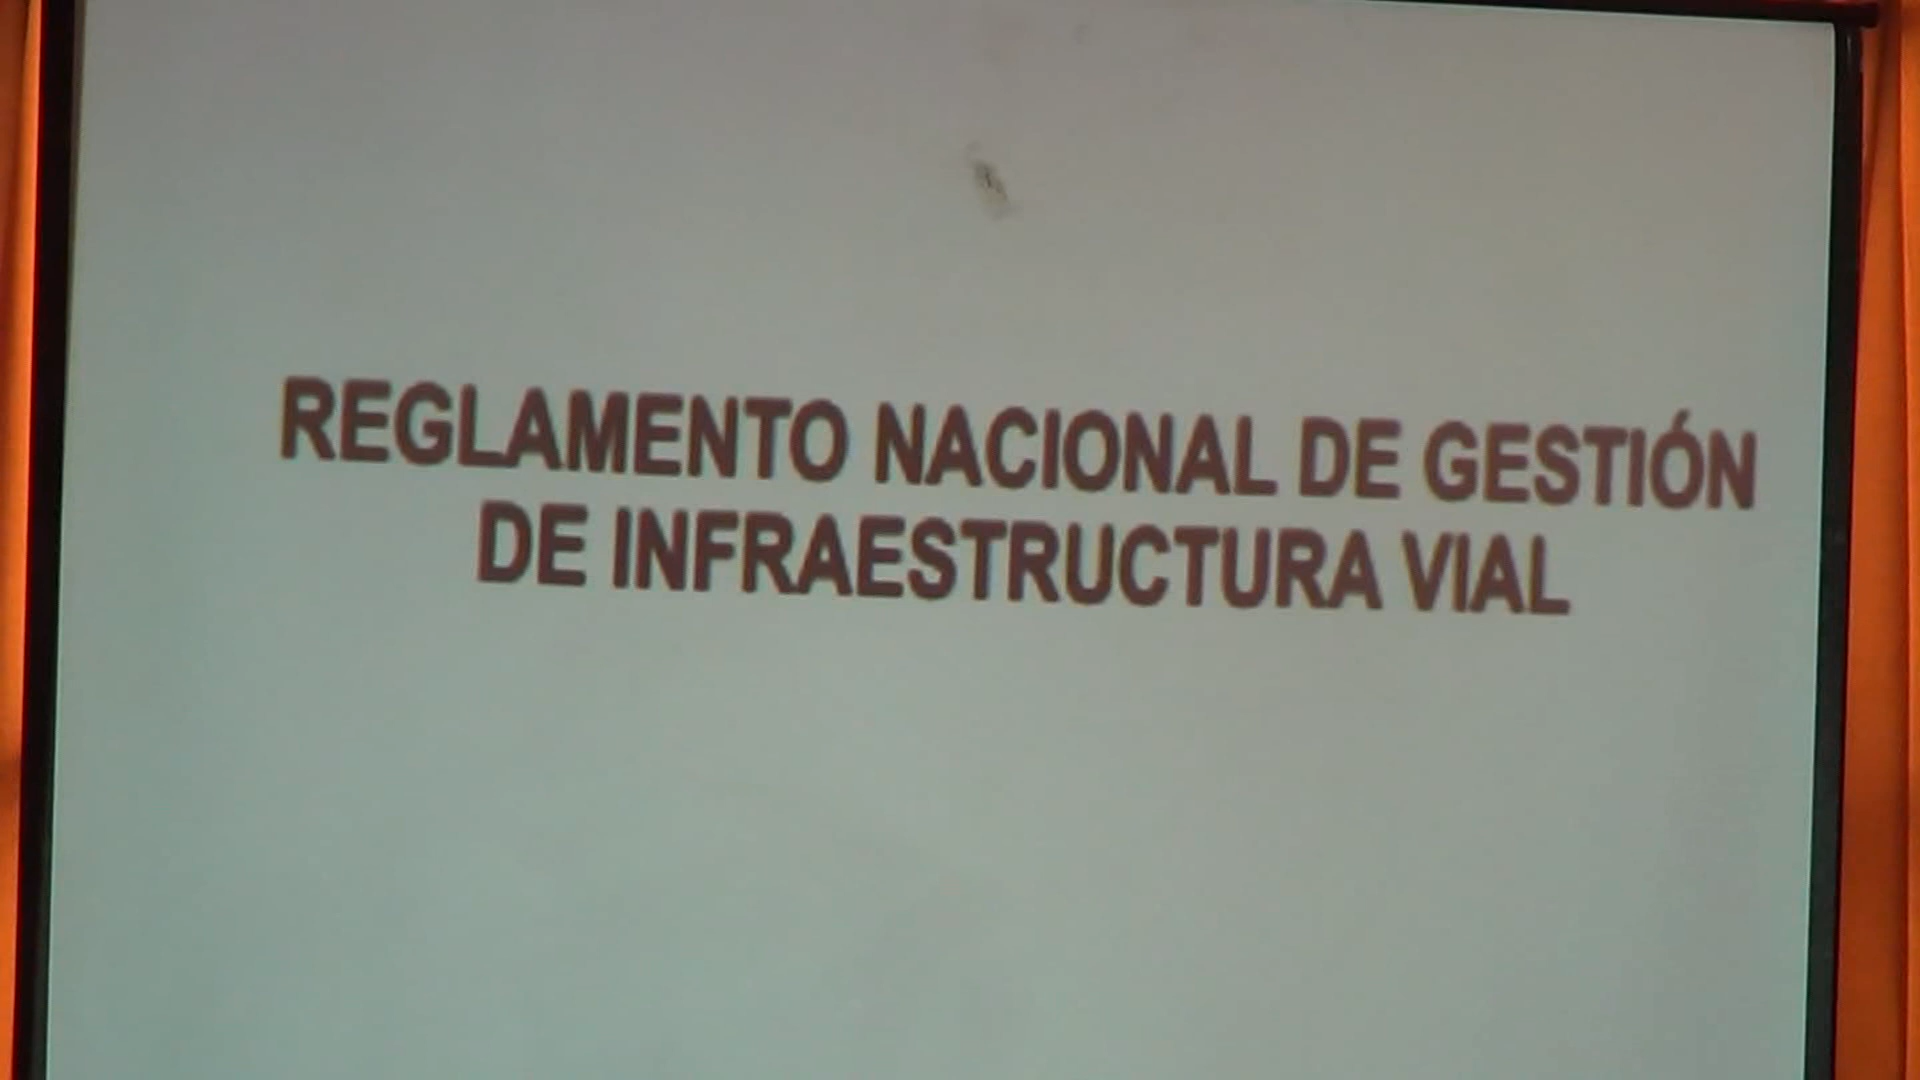 REGLAMENTO NACIONAL DE GESTIÓN
DE INFRAESTRUCTURA VIAL